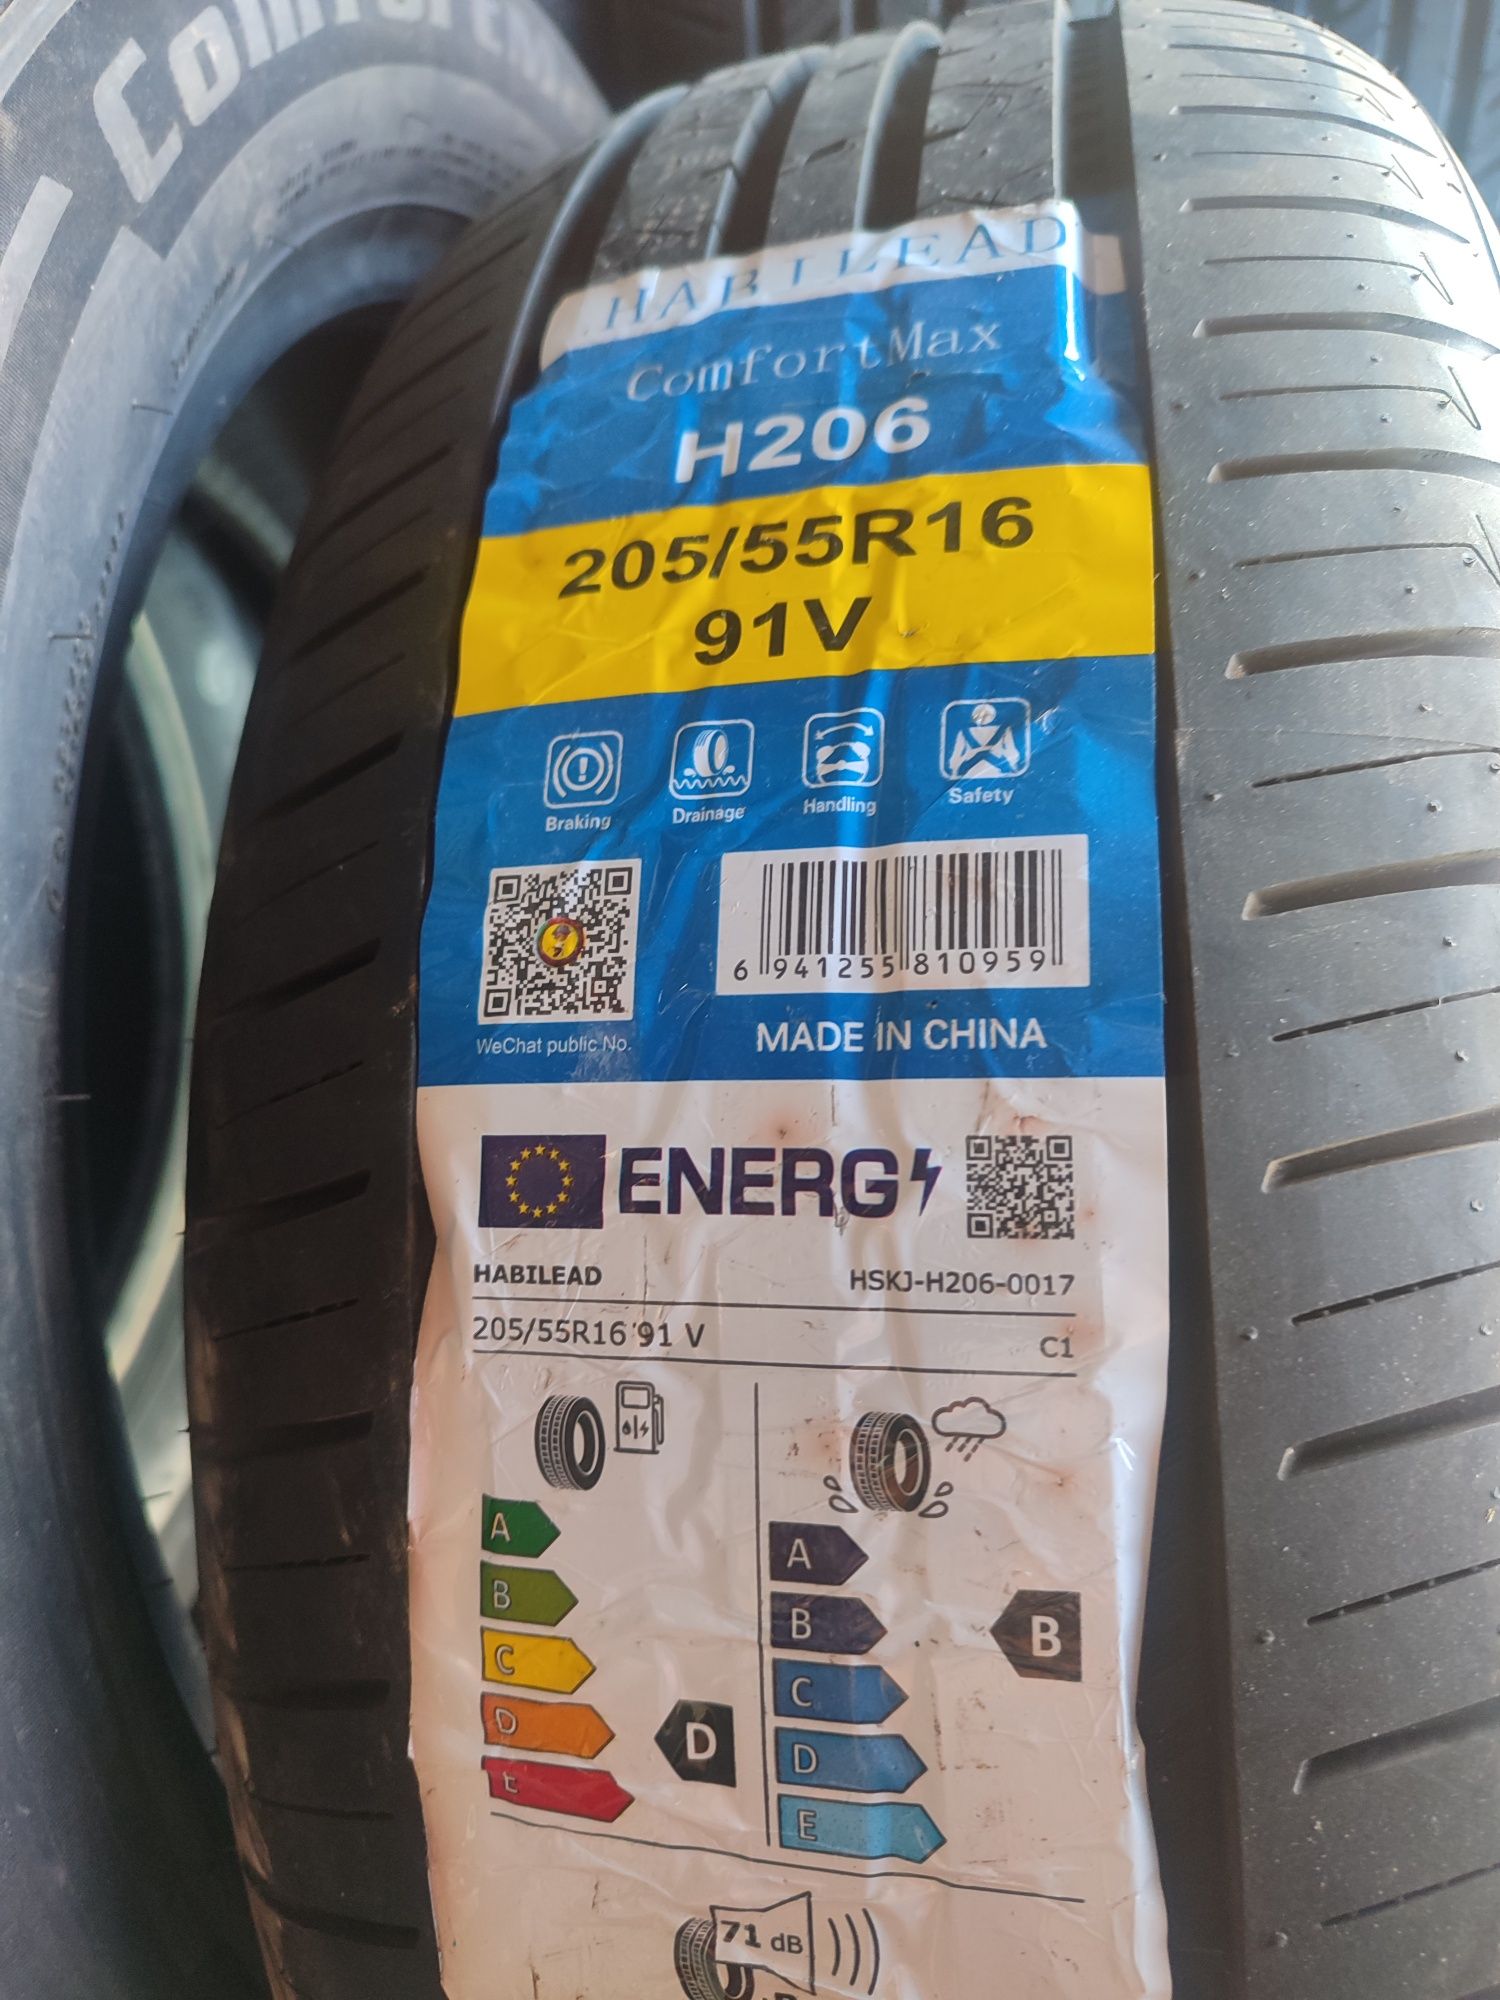 HABILEAD
ComfortMax
H206
205/55R16
91V
Braking
Drainage
Handling
Safety
6 941255 810959
WeChat public No.
MADE IN CHINA
ENERG
HABILEAD
HSKJ-H206-0017
205/55R16 91 V
C1
A
B
C
D
E
D
A
B
C
D
E
B
71 dB